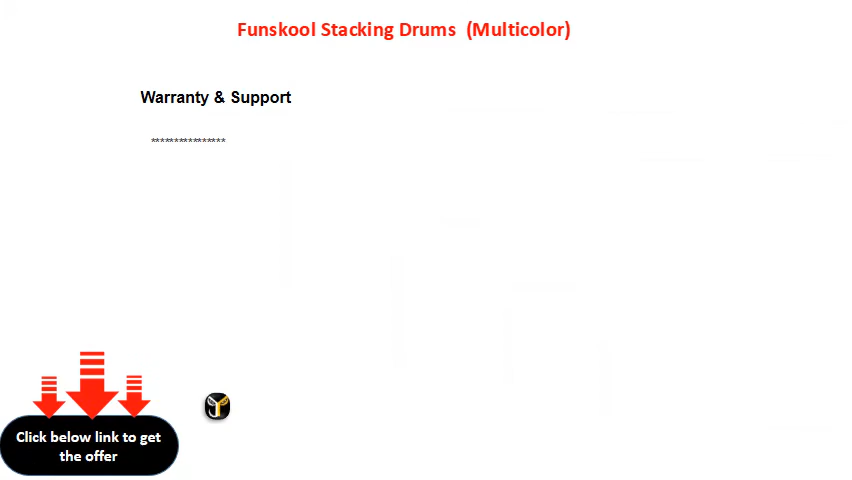 Funskool Stacking Drums (Multicolor)
Warranty & Support
****************
Click below link to get
the offer